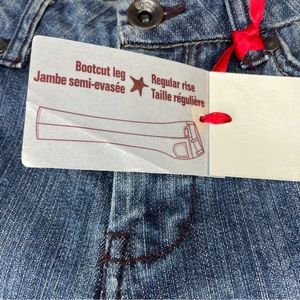 Bootcut leg
Jambe semi-evasée
Regular rise
Taille régulière